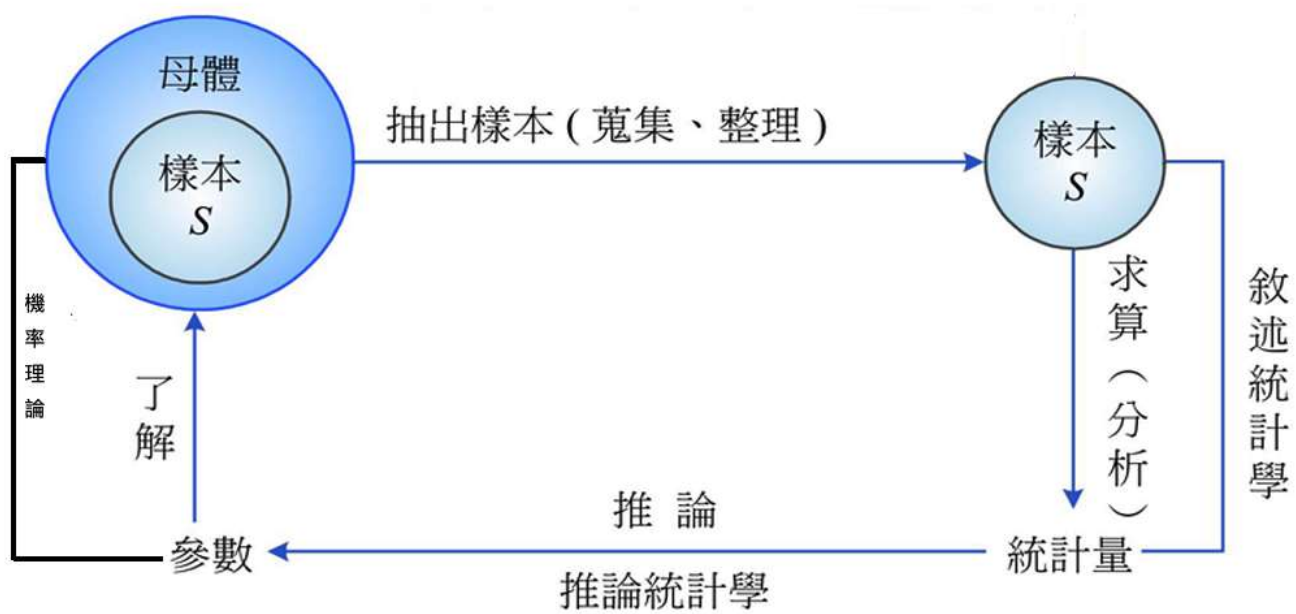 母體
樣本
S
抽出樣本 ( 蒐集、整理 )
樣本
S
機率理論
了解
求算（分析）
敘述統計學
推 論
參數
統計量
推論統計學